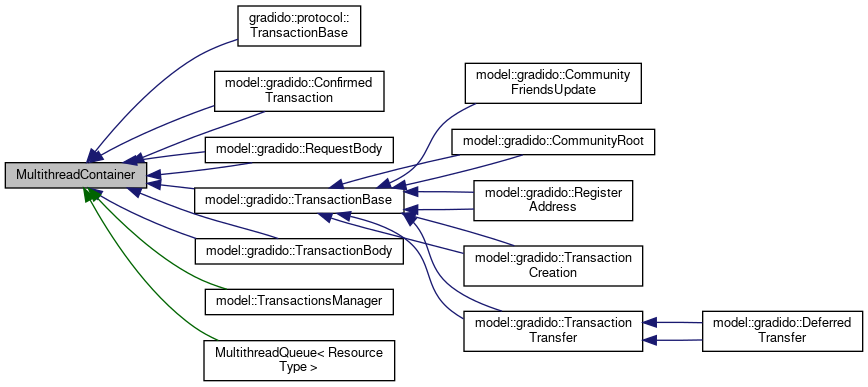 gradido::protocol::
TransactionBase
model::gradido::Confirmed
Transaction
model::gradido::RequestBody
MultithreadContainer
model::gradido::TransactionBase
model::gradido::TransactionBody
model::TransactionsManager
MultithreadQueue< Resource
Type >
model::gradido::Community
FriendsUpdate
model::gradido::CommunityRoot
model::gradido::Register
Address
model::gradido::Transaction
Creation
model::gradido::Transaction
Transfer
model::gradido::Deferred
Transfer